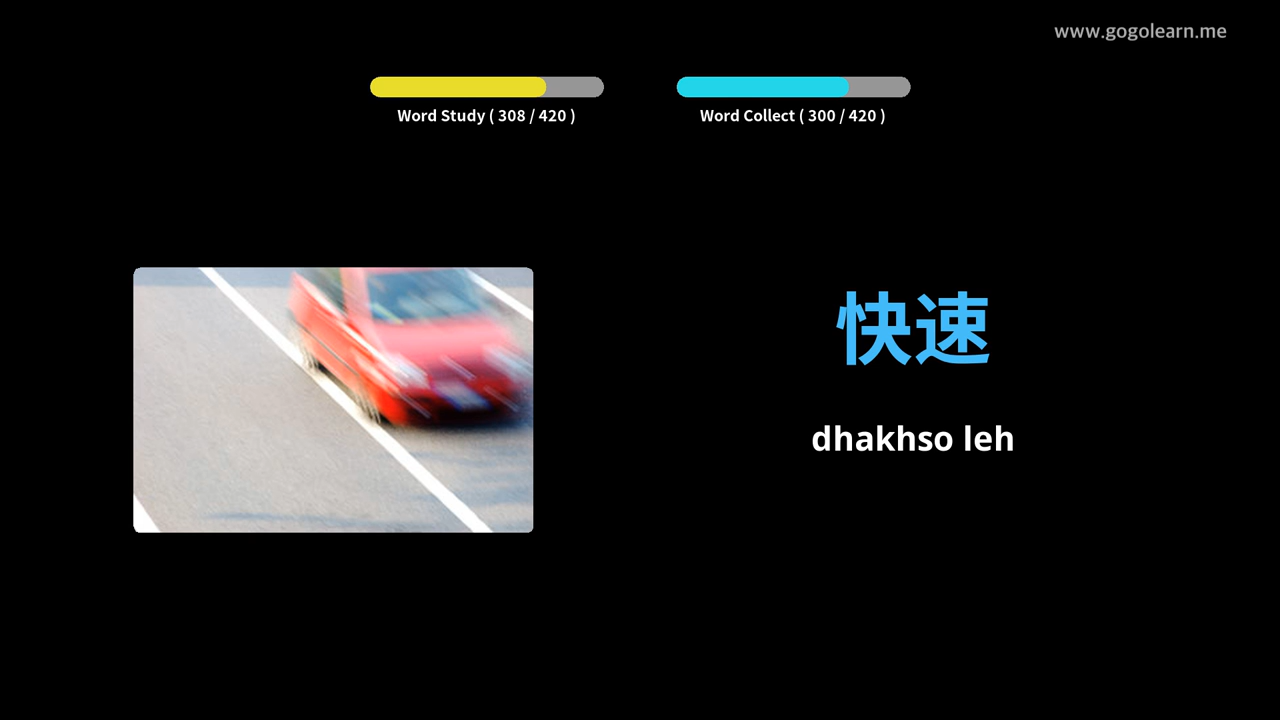 www.gogolearn.me
Word Study ( 308 / 420 )
Word Collect ( 300 / 420 )
快速
dhakhso leh